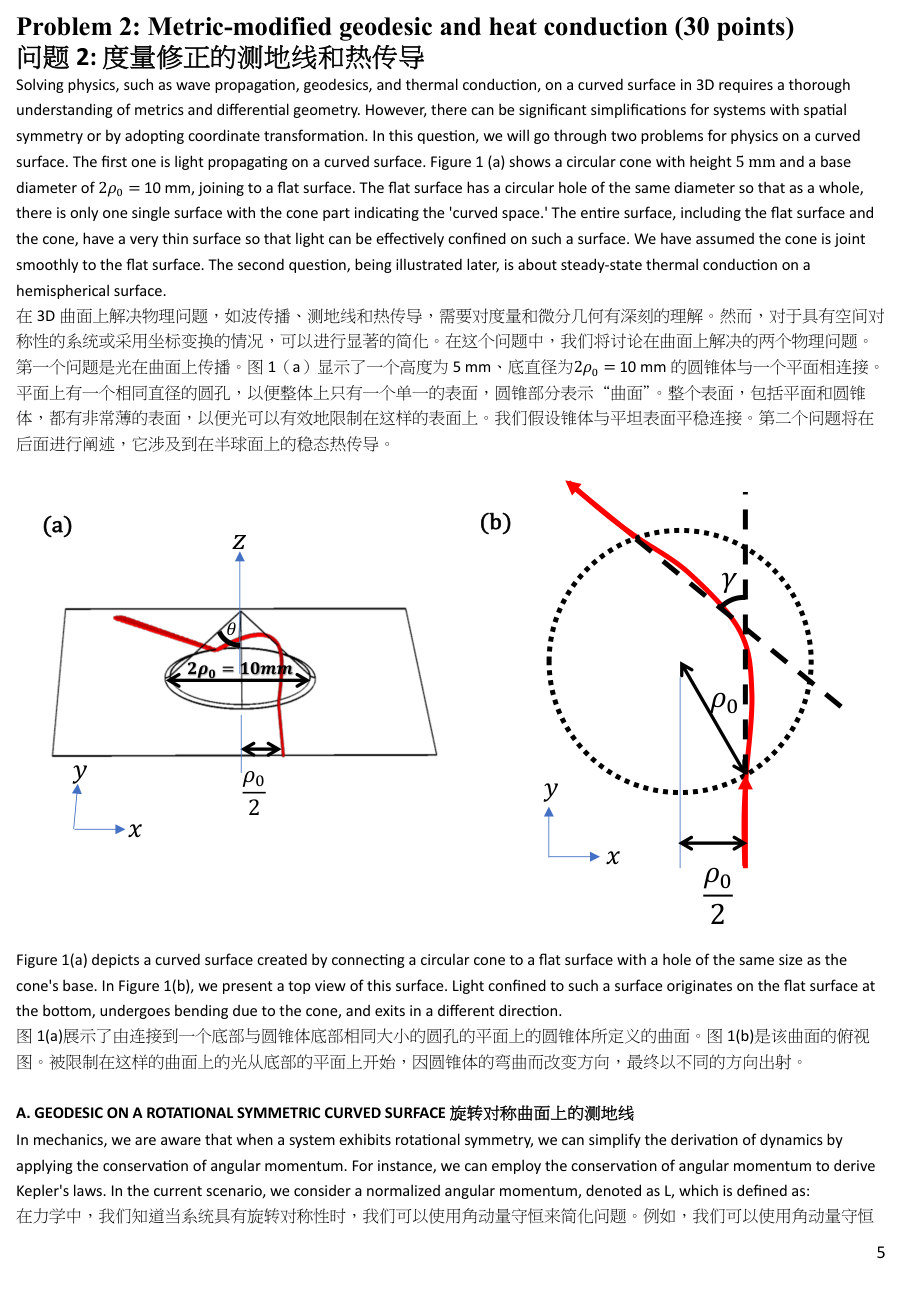 Problem 2: Metric-modified geodesic and heat conduction (30 points)
问题 2: 度量修正的测地线和热传导
Solving physics, such as wave propagation, geodesics, and thermal conduction, on a curved surface in 3D requires a thorough
understanding of metrics and differential geometry. However, there can be significant simplifications for systems with spatial
symmetry or by adopting coordinate transformation. In this question, we will go through two problems for physics on a curved
surface. The first one is light propagating on a curved surface. Figure 1 (a) shows a circular cone with height 5 mm and a base
diameter of 2ρ₀ = 10 mm, joining to a flat surface. The flat surface has a circular hole of the same diameter so that as a whole,
there is only one single surface with the cone part indicating the 'curved space.' The entire surface, including the flat surface and
the cone, have a very thin surface so that light can be effectively confined on such a surface. We have assumed the cone is joint
smoothly to the flat surface. The second question, being illustrated later, is about steady-state thermal conduction on a
hemispherical surface.
在 3D 曲面上解决物理问题，如波传播、测地线和热传导，需要对度量和微分几何有深刻的理解。然而，对于具有空间对
称性的系统或采用坐标变换的情况，可以进行显著的简化。在这个问题中，我们将讨论在曲面上解决的两个物理问题。
第一个问题是光在曲面上传播。图 1（a）显示了一个高度为 5 mm、底直径为2ρ₀ = 10 mm 的圆锥体与一个平面相连接。
平面上有一个相同直径的圆孔，以便整体上只有一个单一的表面，圆锥部分表示“曲面”。整个表面，包括平面和圆锥
体，都有非常薄的表面，以便光可以有效地限制在这样的表面上。我们假设锥体与平坦表面平稳连接。第二个问题将在
后面进行阐述，它涉及到在半球面上的稳态热传导。
(a)
z
θ
2ρ₀ = 10mm
ρ₀/2
y
x
(b)
γ
ρ₀
y
x
ρ₀/2
Figure 1(a) depicts a curved surface created by connecting a circular cone to a flat surface with a hole of the same size as the
cone's base. In Figure 1(b), we present a top view of this surface. Light confined to such a surface originates on the flat surface at
the bottom, undergoes bending due to the cone, and exits in a different direction.
图 1(a)展示了由连接到一个底部与圆锥体底部相同大小的圆孔的平面上的圆锥体所定义的曲面。图 1(b)是该曲面的俯视
图。被限制在这样的曲面上的光从底部的平面上开始，因圆锥体的弯曲而改变方向，最终以不同的方向出射。
A. GEODESIC ON A ROTATIONAL SYMMETRIC CURVED SURFACE 旋转对称曲面上的测地线
In mechanics, we are aware that when a system exhibits rotational symmetry, we can simplify the derivation of dynamics by
applying the conservation of angular momentum. For instance, we can employ the conservation of angular momentum to derive
Kepler's laws. In the current scenario, we consider a normalized angular momentum, denoted as L, which is defined as:
在力学中，我们知道当系统具有旋转对称性时，我们可以使用角动量守恒来简化问题。例如，我们可以使用角动量守恒
5